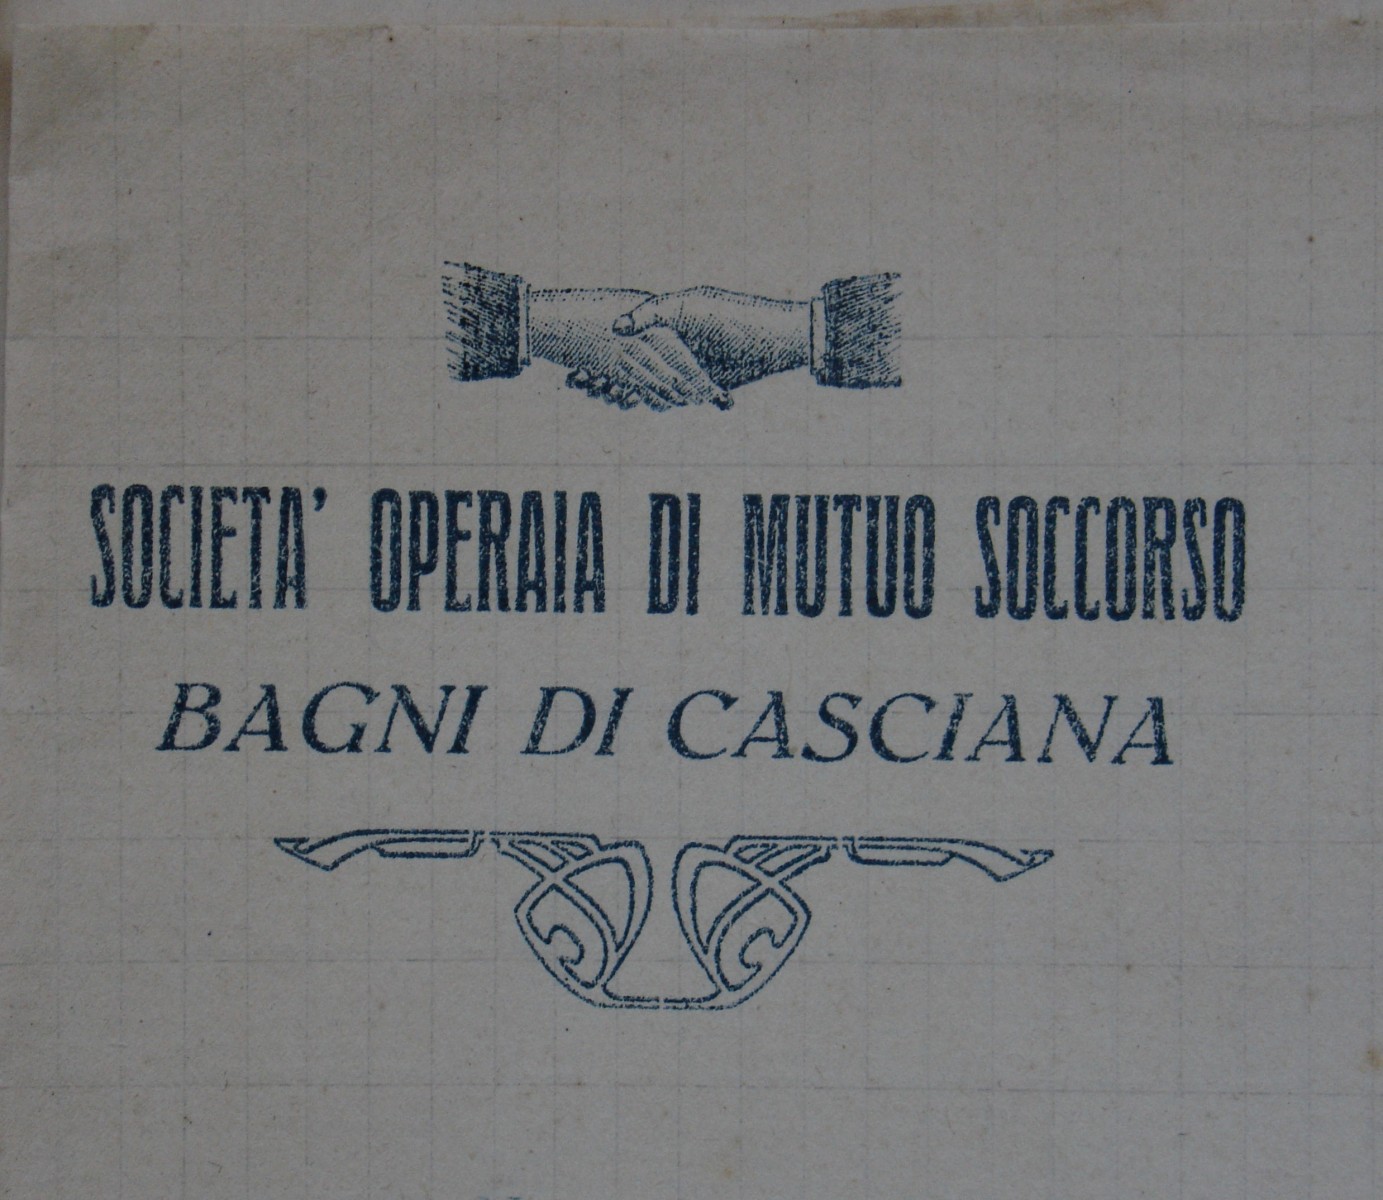 SOCIETA' OPERAIA DI MUTUO SOCCORSO
BAGNI DI CASCIANA